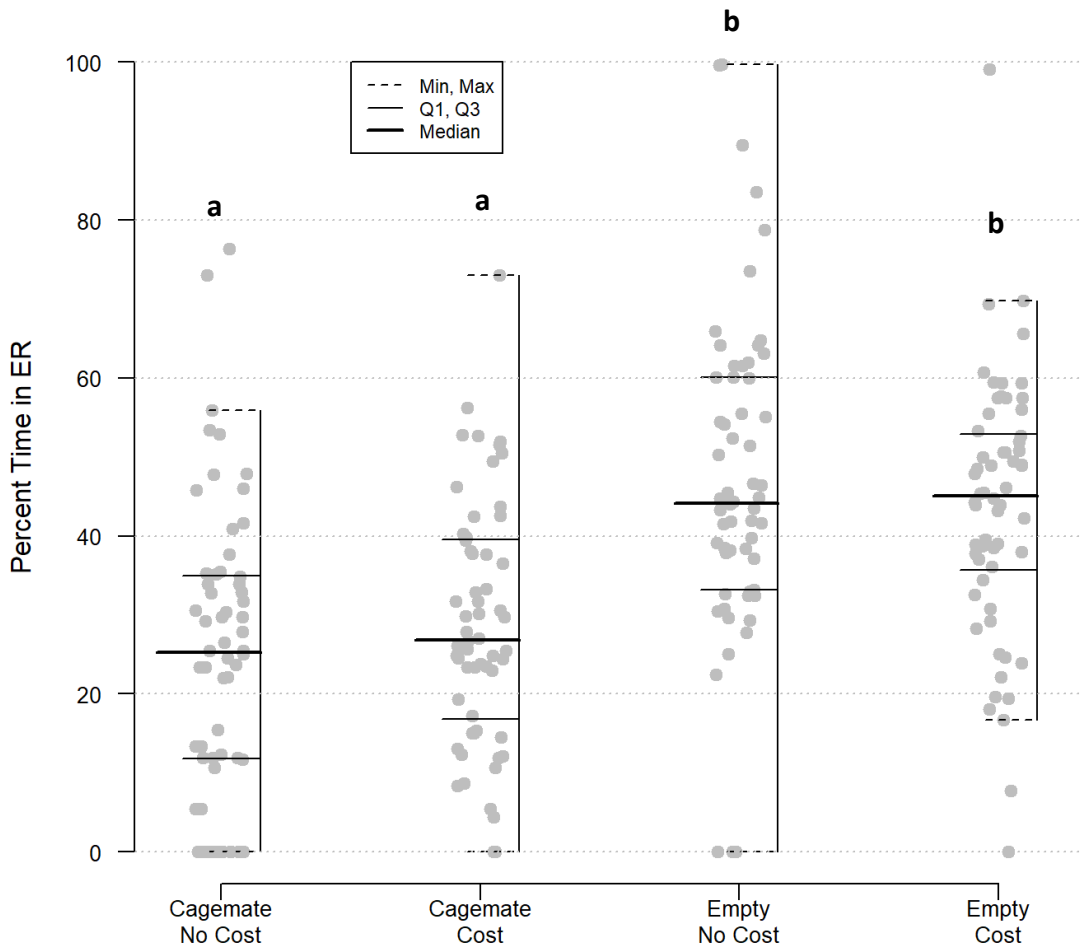 b
100
Min, Max
Q1, Q3
Median
a
a
b
80
60
40
20
0
Percent Time in ER
Cagemate
No Cost
Cagemate
Cost
Empty
No Cost
Empty
Cost